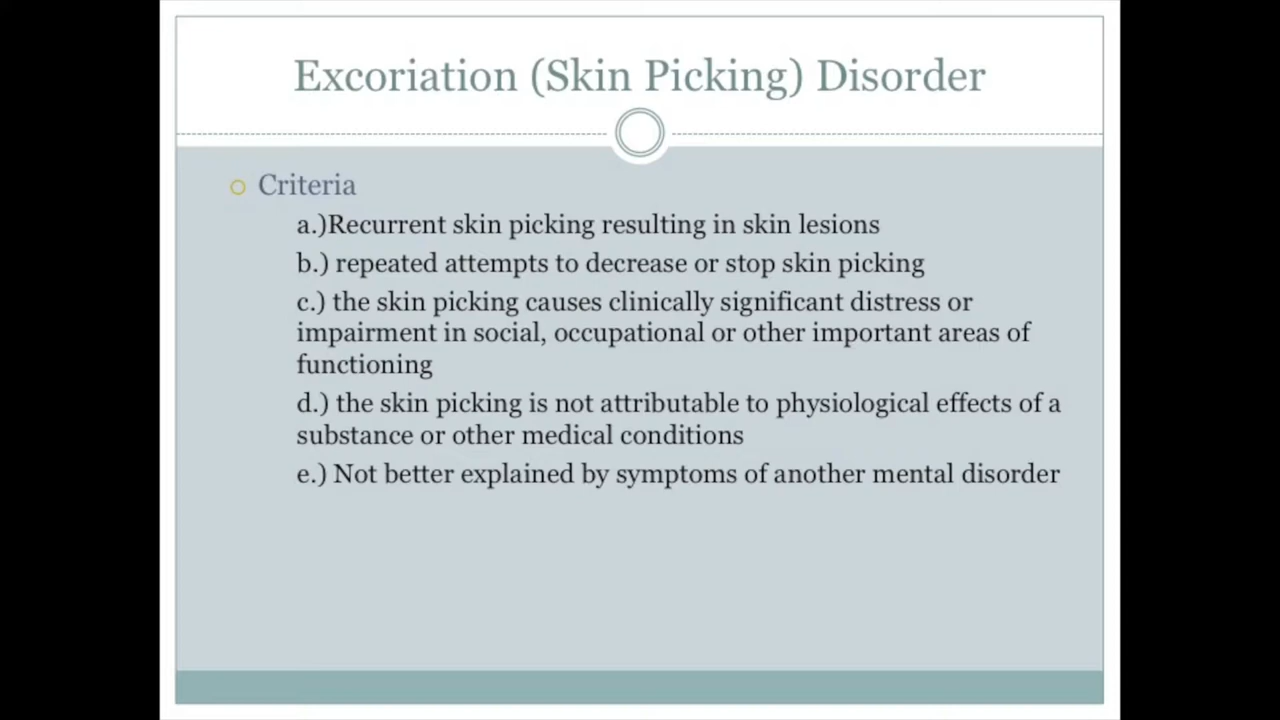 Excoriation (Skin Picking) Disorder
Criteria
a.)Recurrent skin picking resulting in skin lesions
b.) repeated attempts to decrease or stop skin picking
c.) the skin picking causes clinically significant distress or
impairment in social, occupational or other important areas of
functioning
d.) the skin picking is not attributable to physiological effects of a
substance or other medical conditions
e.) Not better explained by symptoms of another mental disorder